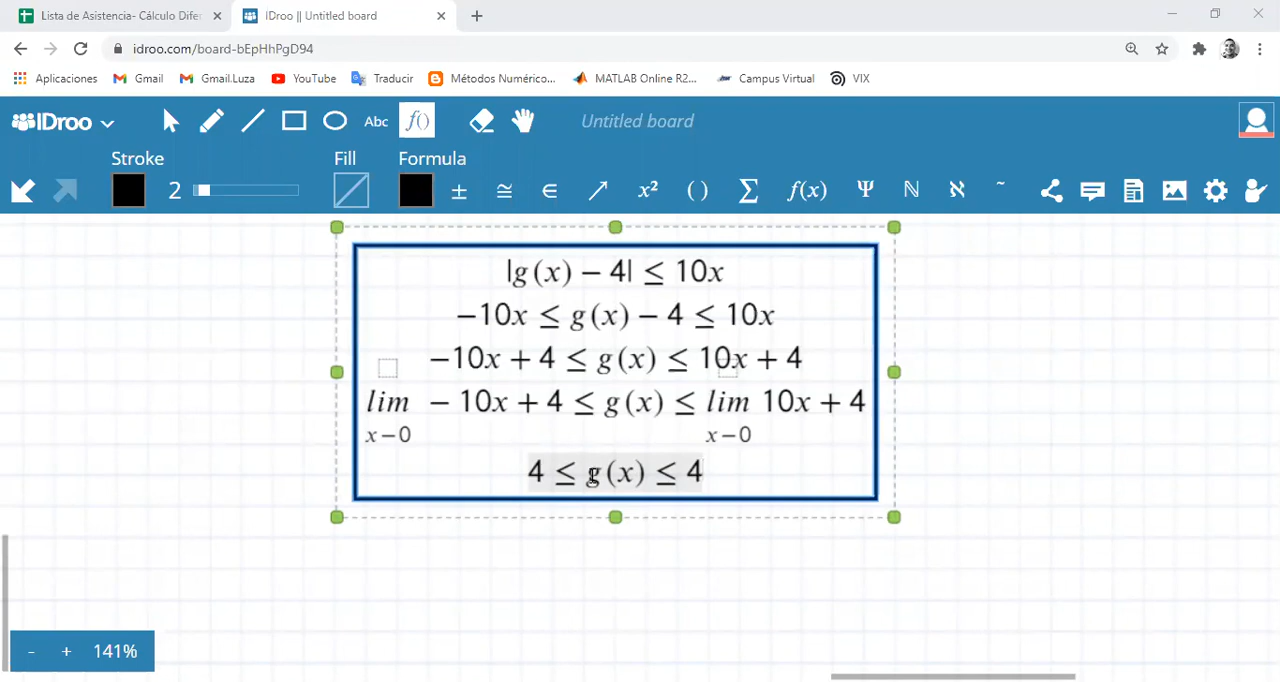 Lista de Asistencia- Cálculo Difer
IDroo || Untitled board
idroo.com/board-bEpHhPgD94
Aplicaciones
Gmail
Gmail.Luza
YouTube
Traducir
Métodos Numérico...
MATLAB Online R2...
Campus Virtual
VIX
IDroo
Abc
f()
Untitled board
Stroke
Fill
Formula
2
± ≅ ∈ x² ( ) ∑ f(x) Ψ ℕ ℵ ~
|g(x) − 4| ≤ 10x
−10x ≤ g(x) − 4 ≤ 10x
−10x + 4 ≤ g(x) ≤ 10x + 4
lim − 10x + 4 ≤ g(x) ≤ lim 10x + 4
x−0 x−0
4 ≤ g(x) ≤ 4
- + 141%